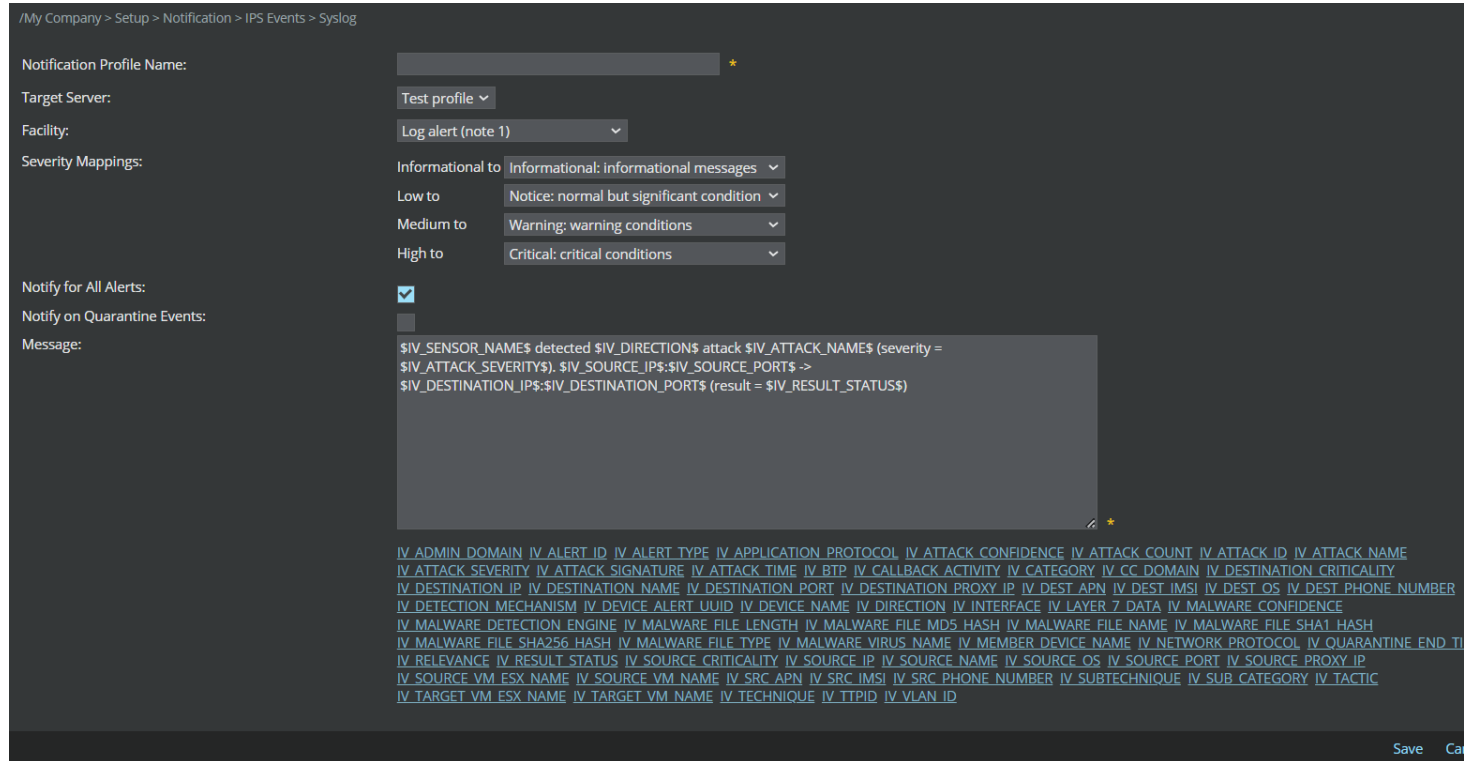 /My Company > Setup > Notification > IPS Events > Syslog
Notification Profile Name: *
Target Server: Test profile
Facility: Log alert (note 1)
Severity Mappings:
Informational to Informational: informational messages
Low to Notice: normal but significant condition
Medium to Warning: warning conditions
High to Critical: critical conditions
Notify for All Alerts:
Notify on Quarantine Events:
Message:
$IV_SENSOR_NAME$ detected $IV_DIRECTION$ attack $IV_ATTACK_NAME$ (severity =
$IV_ATTACK_SEVERITY$). $IV_SOURCE_IP$:$IV_SOURCE_PORT$ ->
$IV_DESTINATION_IP$:$IV_DESTINATION_PORT$ (result = $IV_RESULT_STATUS$)
*
IV_ADMIN_DOMAIN IV_ALERT_ID IV_ALERT_TYPE IV_APPLICATION_PROTOCOL IV_ATTACK_CONFIDENCE IV_ATTACK_COUNT IV_ATTACK_ID IV_ATTACK_NAME
IV_ATTACK_SEVERITY IV_ATTACK_SIGNATURE IV_ATTACK_TIME IV_BTP IV_CALLBACK_ACTIVITY IV_CATEGORY IV_CC_DOMAIN IV_DESTINATION_CRITICALITY
IV_DESTINATION_IP IV_DESTINATION_NAME IV_DESTINATION_PORT IV_DESTINATION_PROXY_IP IV_DEST_APN IV_DEST_IMSI IV_DEST_OS IV_DEST_PHONE_NUMBER
IV_DETECTION_MECHANISM IV_DEVICE_ALERT_UUID IV_DEVICE_NAME IV_DIRECTION IV_INTERFACE IV_LAYER_7_DATA IV_MALWARE_CONFIDENCE
IV_MALWARE_DETECTION_ENGINE IV_MALWARE_FILE_LENGTH IV_MALWARE_FILE_MD5_HASH IV_MALWARE_FILE_NAME IV_MALWARE_FILE_SHA1_HASH
IV_MALWARE_FILE_SHA256_HASH IV_MALWARE_FILE_TYPE IV_MALWARE_VIRUS_NAME IV_MEMBER_DEVICE_NAME IV_NETWORK_PROTOCOL IV_QUARANTINE_END_TI
IV_RELEVANCE IV_RESULT_STATUS IV_SOURCE_CRITICALITY IV_SOURCE_IP IV_SOURCE_NAME IV_SOURCE_OS IV_SOURCE_PORT IV_SOURCE_PROXY_IP
IV_SOURCE_VM_ESX_NAME IV_SOURCE_VM_NAME IV_SRC_APN IV_SRC_IMSI IV_SRC_PHONE_NUMBER IV_SUBTECHNIQUE IV_SUB_CATEGORY IV_TACTIC
IV_TARGET_VM_ESX_NAME IV_TARGET_VM_NAME IV_TECHNIQUE IV_TTPID IV_VLAN_ID
Save